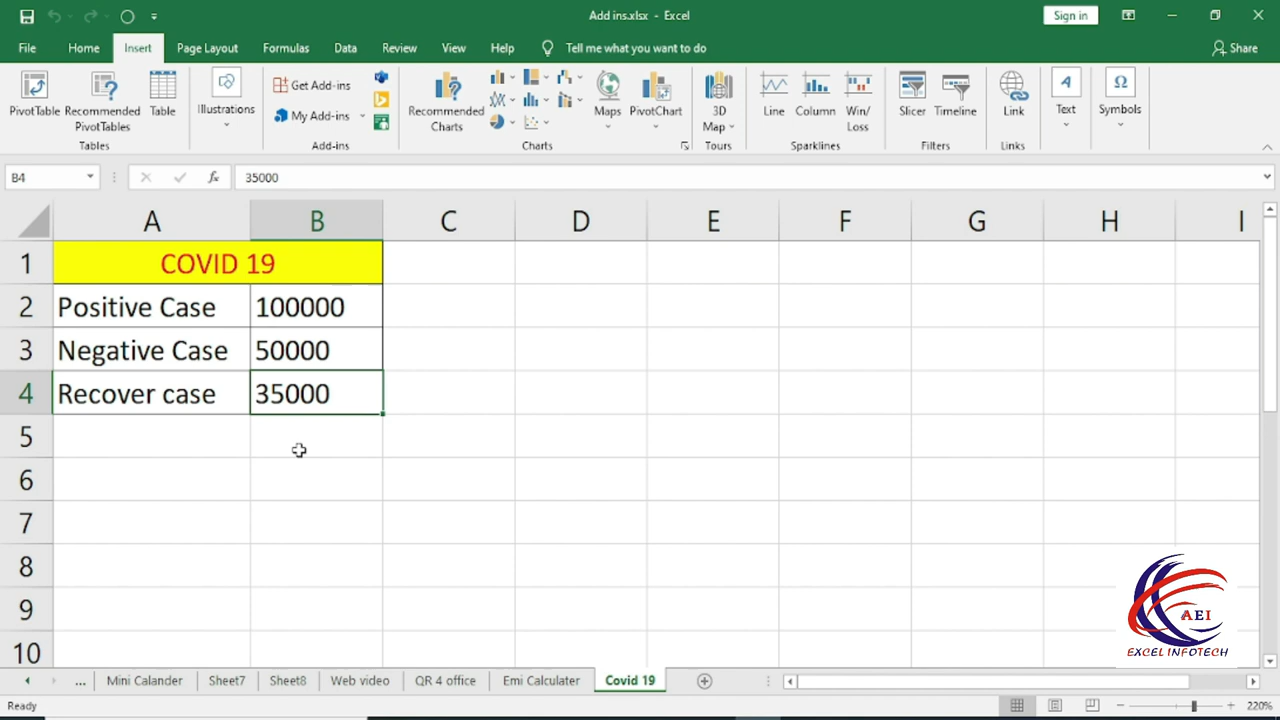 Add ins.xlsx - Excel
Sign in
File Home Insert Page Layout Formulas Data Review View Help Tell me what you want to do Share
PivotTable
Recommended PivotTables
Table
Tables
Illustrations
Get Add-ins
My Add-ins
Add-ins
Recommended Charts
Maps
PivotChart
Charts
3D Map
Tours
Line
Column
Win/Loss
Sparklines
Slicer
Timeline
Filters
Link
Links
Text
Symbols
B4 fx 35000
A B C D E F G H I
1 COVID 19
2 Positive Case 100000
3 Negative Case 50000
4 Recover case 35000
5
6
7
8
9
10
AEI
EXCEL INFOTECH
... Mini Calander Sheet7 Sheet8 Web video QR 4 office Emi Calculater Covid 19
Ready 220%